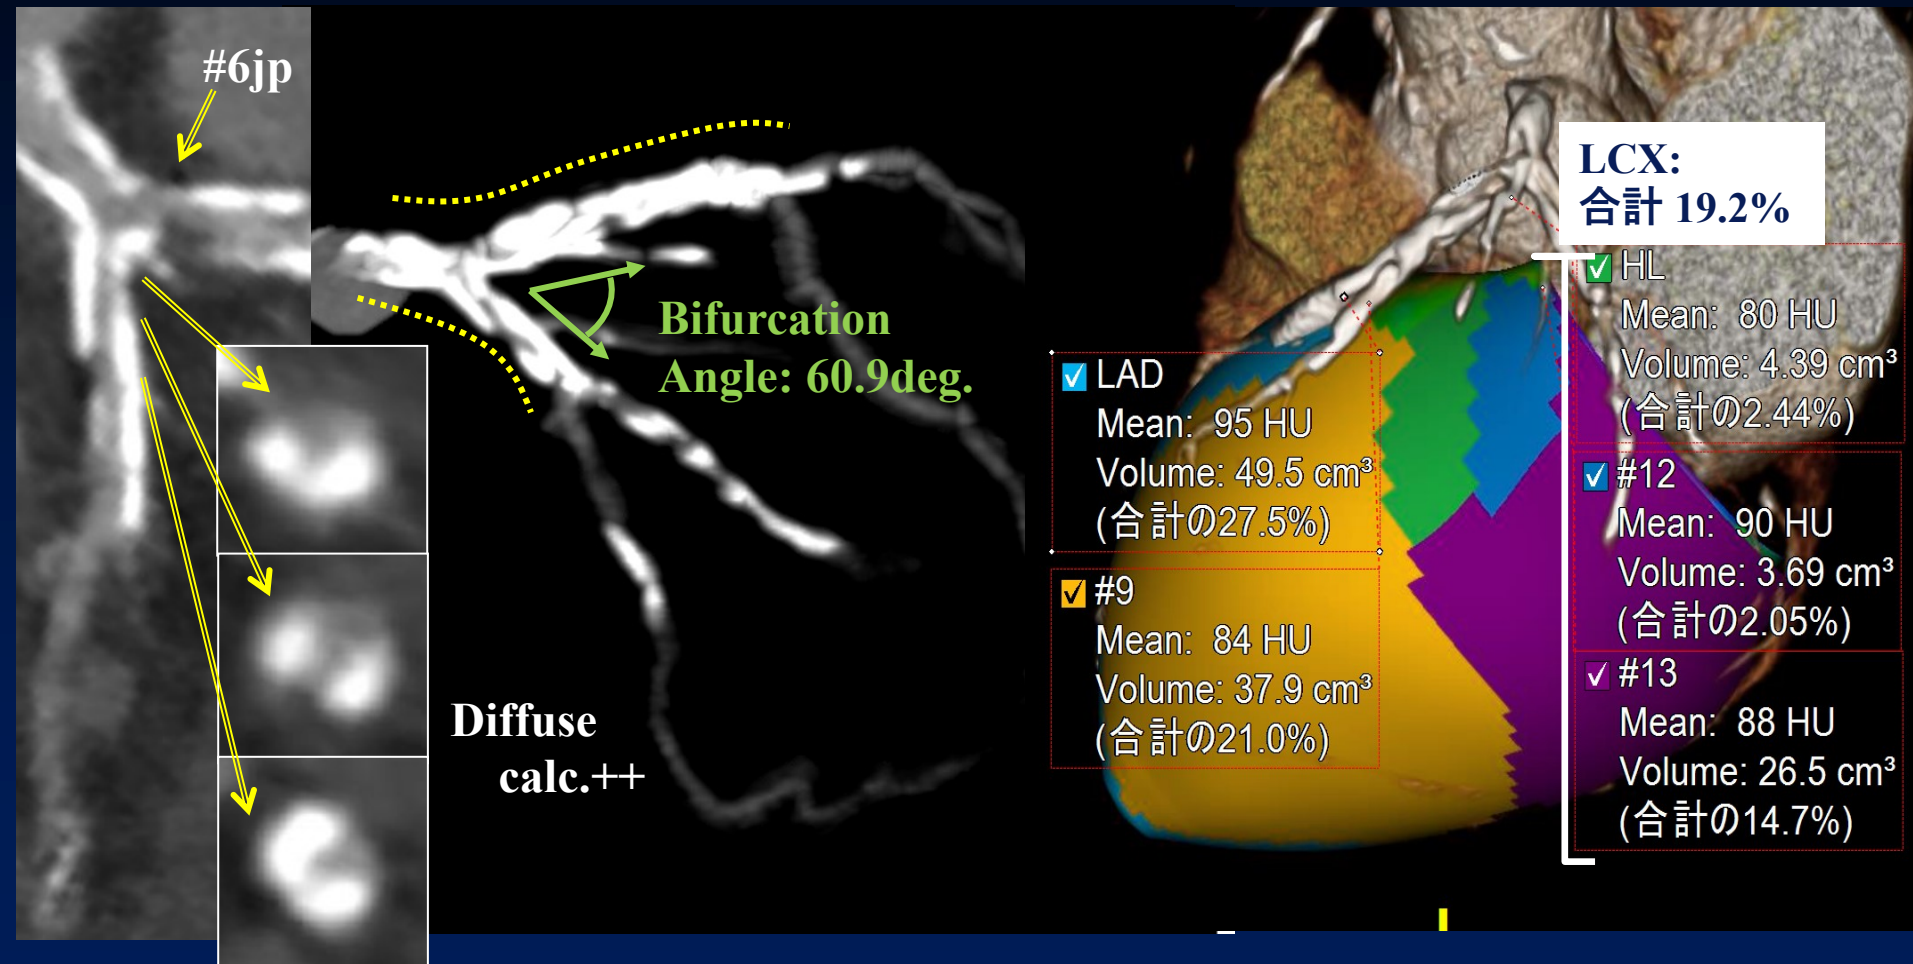 #6jp
Bifurcation
Angle: 60.9deg.
Diffuse
calc.++
LCX:
合計 19.2%
LAD
Mean: 95 HU
Volume: 49.5 cm³
(合計の27.5%)
#9
Mean: 84 HU
Volume: 37.9 cm³
(合計の21.0%)
HL
Mean: 80 HU
Volume: 4.39 cm³
(合計の2.44%)
#12
Mean: 90 HU
Volume: 3.69 cm³
(合計の2.05%)
#13
Mean: 88 HU
Volume: 26.5 cm³
(合計の14.7%)